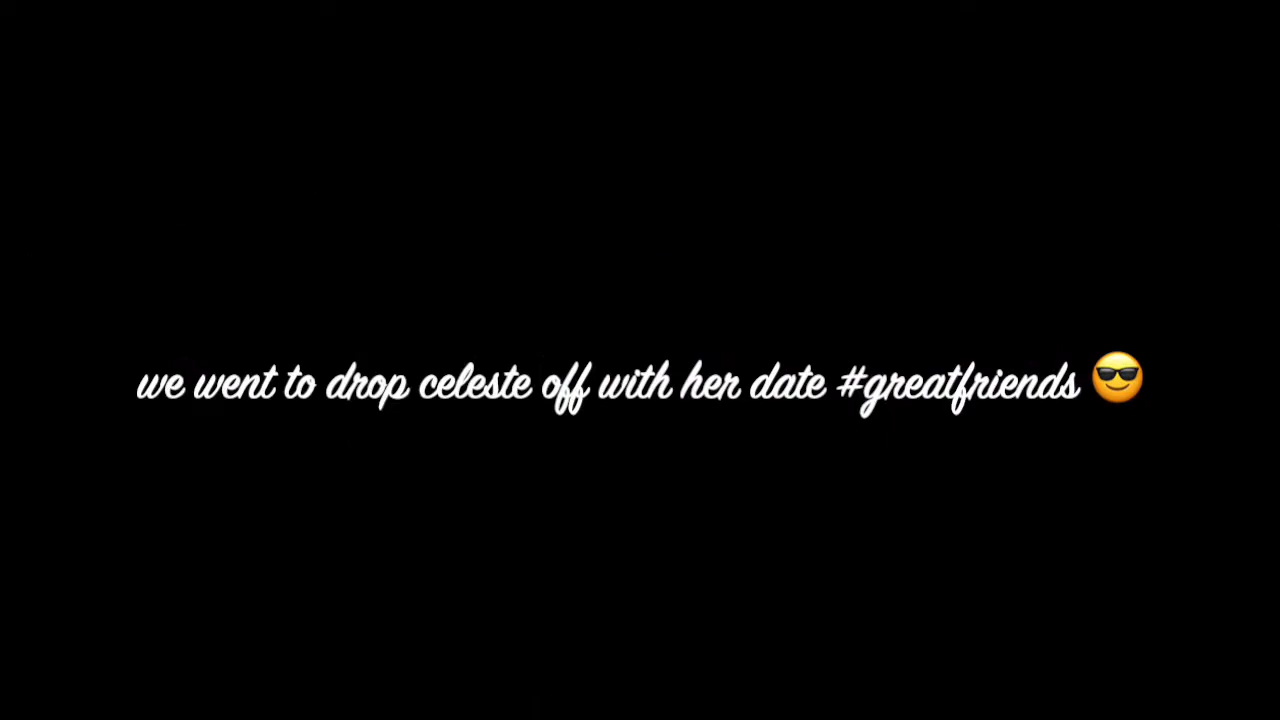 we went to drop celeste off with her date #greatfriends 😎